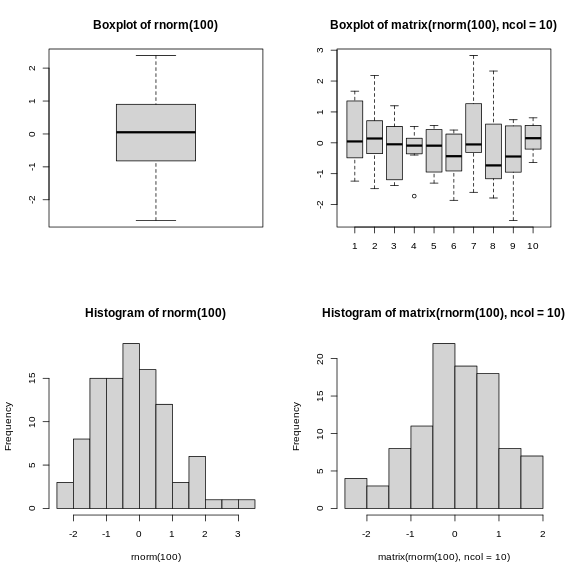 Boxplot of rnorm(100)
2
1
0
-1
-2
Boxplot of matrix(rnorm(100), ncol = 10)
3
2
1
0
-1
-2
1 2 3 4 5 6 7 8 9 10
Histogram of rnorm(100)
Frequency
15
10
5
0
-2 -1 0 1 2 3
rnorm(100)
Histogram of matrix(rnorm(100), ncol = 10)
Frequency
20
15
10
5
0
-2 -1 0 1 2
matrix(rnorm(100), ncol = 10)